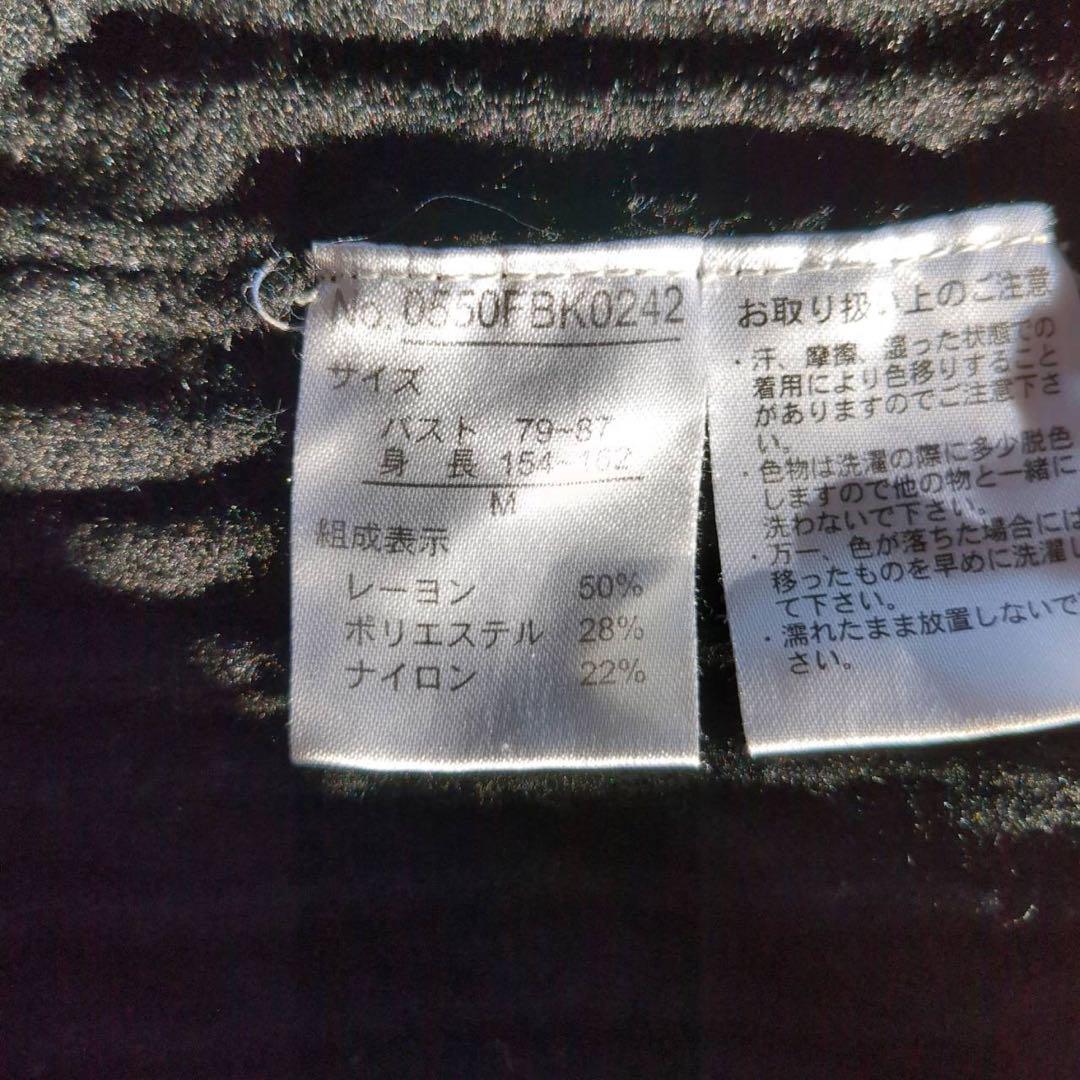 No. 0550FBK0242
サイズ
バスト 79~87
身 長 154~162
M
組成表示
レーヨン 50%
ポリエステル 28%
ナイロン 22%
お取り扱い上のご注意
・汗、摩擦、湿った状態での
着用により色移りすること
がありますのでご注意下さ
い。
・色物は洗濯の際に多少脱色
しますので他の物と一緒に
洗わないで下さい。
・万一、色が落ちた場合には
移ったものを早めに洗濯し
て下さい。
・濡れたまま放置しないで
さい。